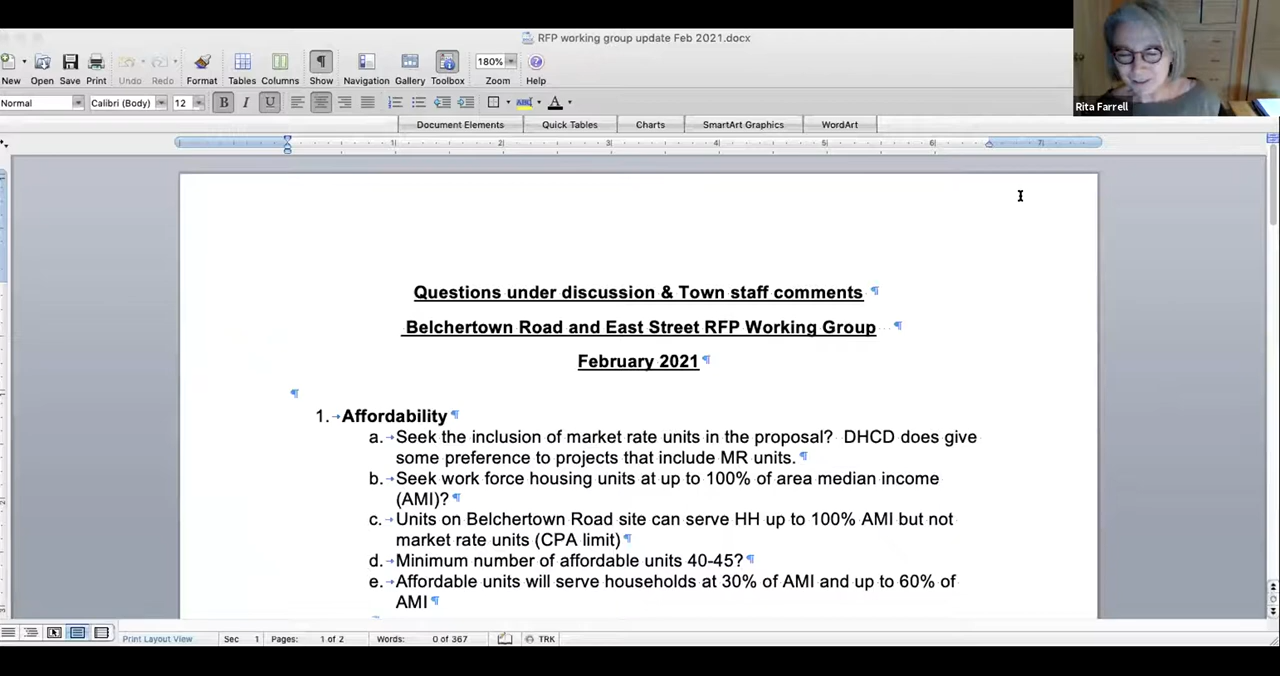 RFP working group update Feb 2021.docx
New Open Save Print Undo Redo Format Tables Columns Show Navigation Gallery Toolbox Zoom Help
180%
Rita Farrell
Normal Calibri (Body) 12 B I U A
Document Elements Quick Tables Charts SmartArt Graphics WordArt
1 2 3 4 5 6 7
Questions under discussion & Town staff comments
Belchertown Road and East Street RFP Working Group
February 2021
1. Affordability
a. Seek the inclusion of market rate units in the proposal? DHCD does give
some preference to projects that include MR units.
b. Seek work force housing units at up to 100% of area median income
(AMI)?
c. Units on Belchertown Road site can serve HH up to 100% AMI but not
market rate units (CPA limit)
d. Minimum number of affordable units 40-45?
e. Affordable units will serve households at 30% of AMI and up to 60% of
AMI
Print Layout View Sec 1 Pages: 1 of 2 Words: 0 of 367 TRK